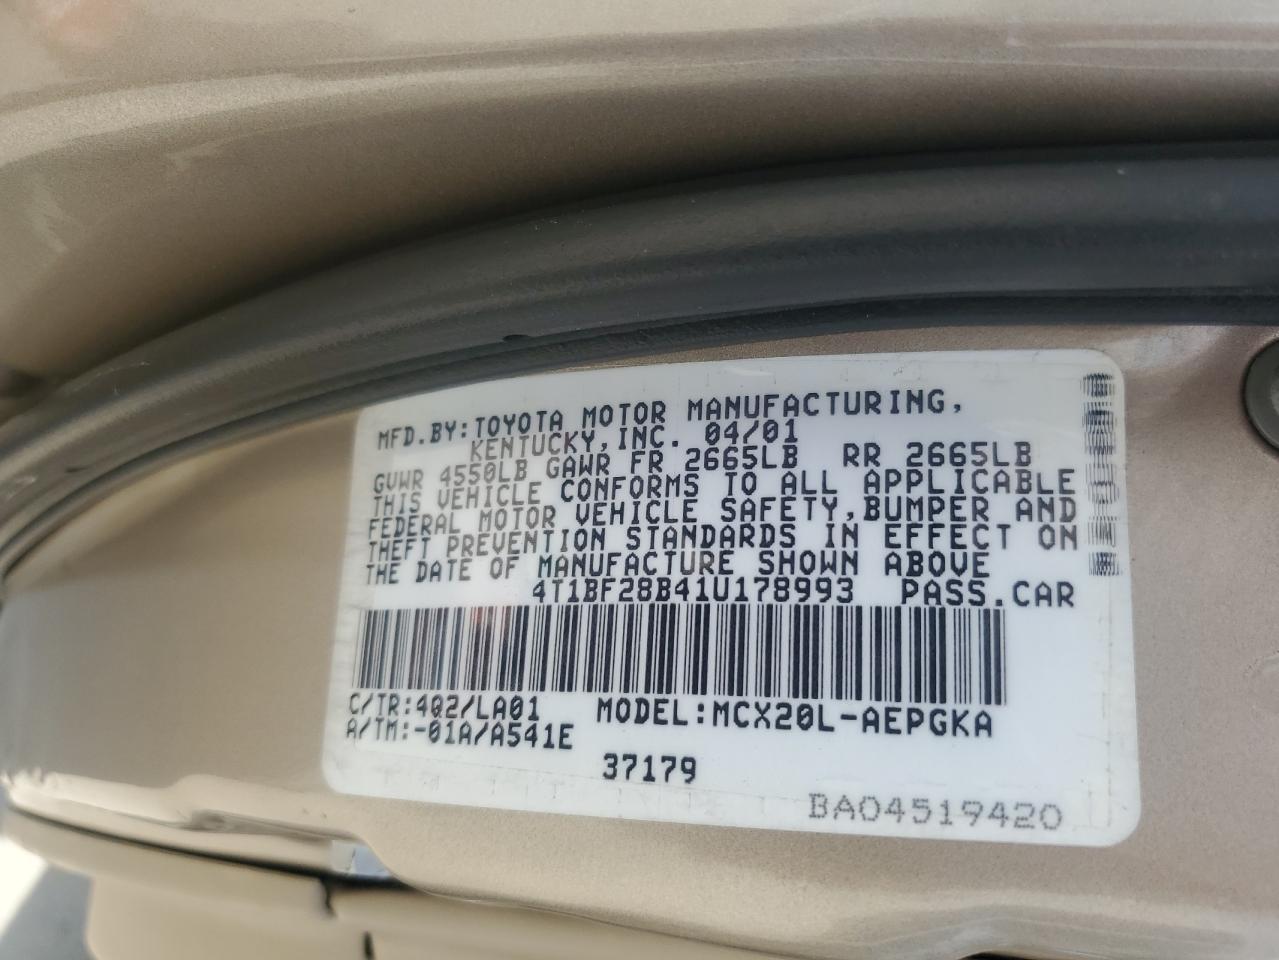 MFD.BY:TOYOTA MOTOR MANUFACTURING,
KENTUCKY,INC. 04/01
GVWR 4550LB GAWR FR 2665LB RR 2665LB
THIS VEHICLE CONFORMS TO ALL APPLICABLE
FEDERAL MOTOR VEHICLE SAFETY,BUMPER AND
THEFT PREVENTION STANDARDS IN EFFECT ON
THE DATE OF MANUFACTURE SHOWN ABOVE
4T1BF28B41U178993 PASS.CAR
C/TR:4Q2/LA01 MODEL:MCX20L-AEPGKA
A/TM:-01A/A541E
37179
BA04519420